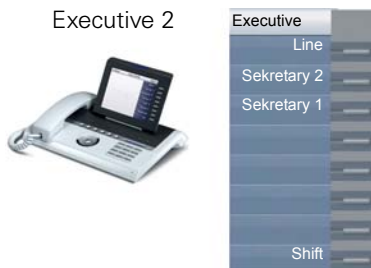 Executive 2
Executive
Line
Sekretary 2
Sekretary 1
Shift